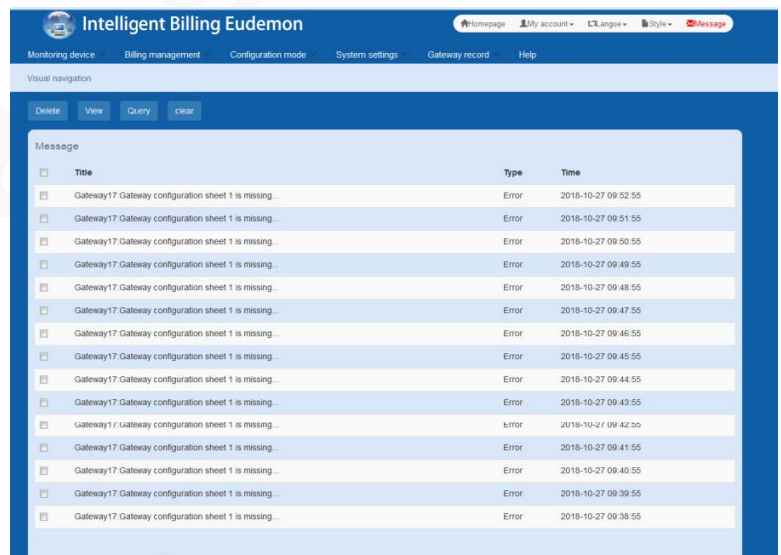 Intelligent Billing Eudemon
Homepage My account Langue Style Message
Monitoring device Billing management Configuration mode System settings Gateway record Help
Visual navigation
Delete View Query clear
Message
Title Type Time
Gateway17:Gateway configuration sheet 1 is missing... Error 2018-10-27 09:52:55
Gateway17:Gateway configuration sheet 1 is missing... Error 2018-10-27 09:51:55
Gateway17:Gateway configuration sheet 1 is missing... Error 2018-10-27 09:50:55
Gateway17:Gateway configuration sheet 1 is missing... Error 2018-10-27 09:49:55
Gateway17:Gateway configuration sheet 1 is missing... Error 2018-10-27 09:48:55
Gateway17:Gateway configuration sheet 1 is missing... Error 2018-10-27 09:47:55
Gateway17:Gateway configuration sheet 1 is missing... Error 2018-10-27 09:46:55
Gateway17:Gateway configuration sheet 1 is missing... Error 2018-10-27 09:45:55
Gateway17:Gateway configuration sheet 1 is missing... Error 2018-10-27 09:44:55
Gateway17:Gateway configuration sheet 1 is missing... Error 2018-10-27 09:43:55
Gateway17:Gateway configuration sheet 1 is missing... Error 2018-10-27 09:42:55
Gateway17:Gateway configuration sheet 1 is missing... Error 2018-10-27 09:41:55
Gateway17:Gateway configuration sheet 1 is missing... Error 2018-10-27 09:40:55
Gateway17:Gateway configuration sheet 1 is missing... Error 2018-10-27 09:39:55
Gateway17:Gateway configuration sheet 1 is missing... Error 2018-10-27 09:38:55